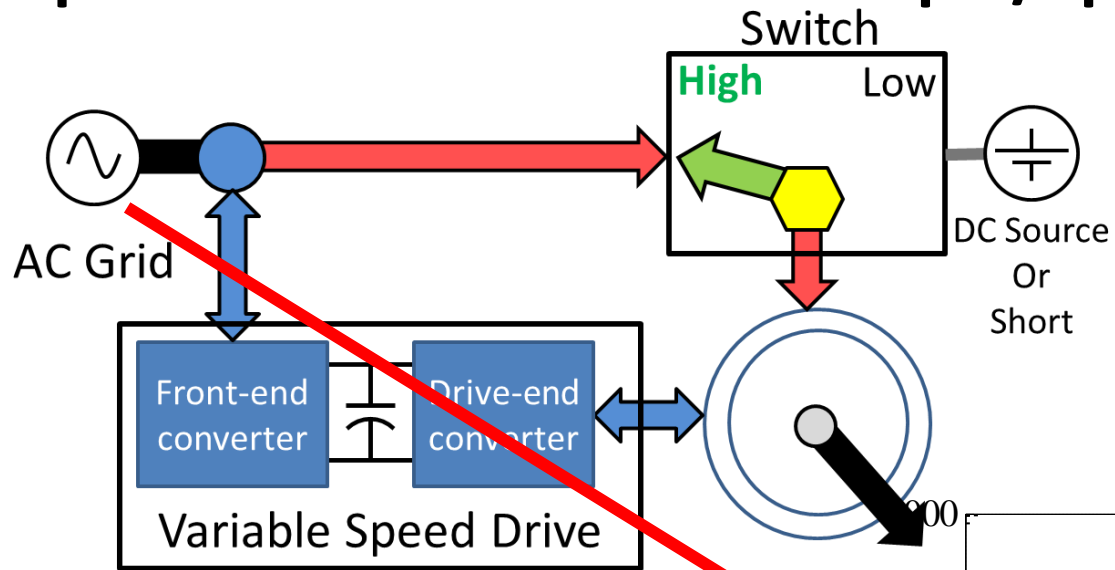 Switch
High
Low
AC Grid
DC Source
Or
Short
Front-end
converter
Drive-end
converter
Variable Speed Drive